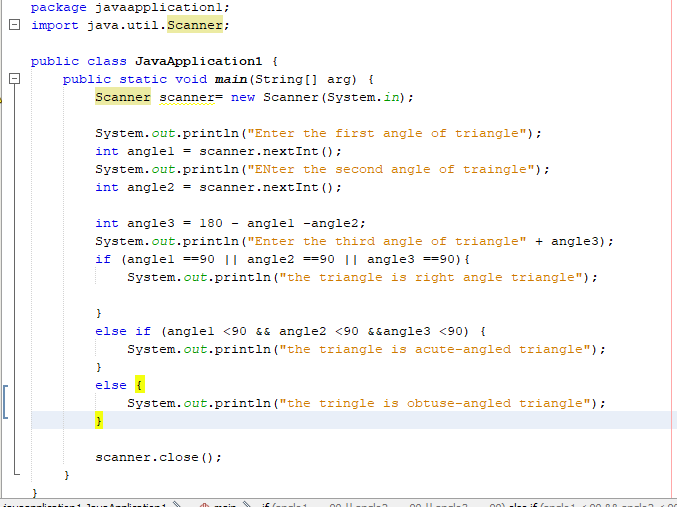 package javaapplication1;
import java.util.Scanner;
public class JavaApplication1 {
public static void main(String[] arg) {
Scanner scanner= new Scanner(System.in);
System.out.println("Enter the first angle of triangle");
int angle1 = scanner.nextInt();
System.out.println("ENter the second angle of traingle");
int angle2 = scanner.nextInt();
int angle3 = 180 - angle1 -angle2;
System.out.println("Enter the third angle of triangle" + angle3);
if (angle1 ==90 || angle2 ==90 || angle3 ==90){
System.out.println("the triangle is right angle triangle");
}
else if (angle1 <90 && angle2 <90 &&angle3 <90) {
System.out.println("the triangle is acute-angled triangle");
}
else {
System.out.println("the tringle is obtuse-angled triangle");
}
scanner.close();
}
}